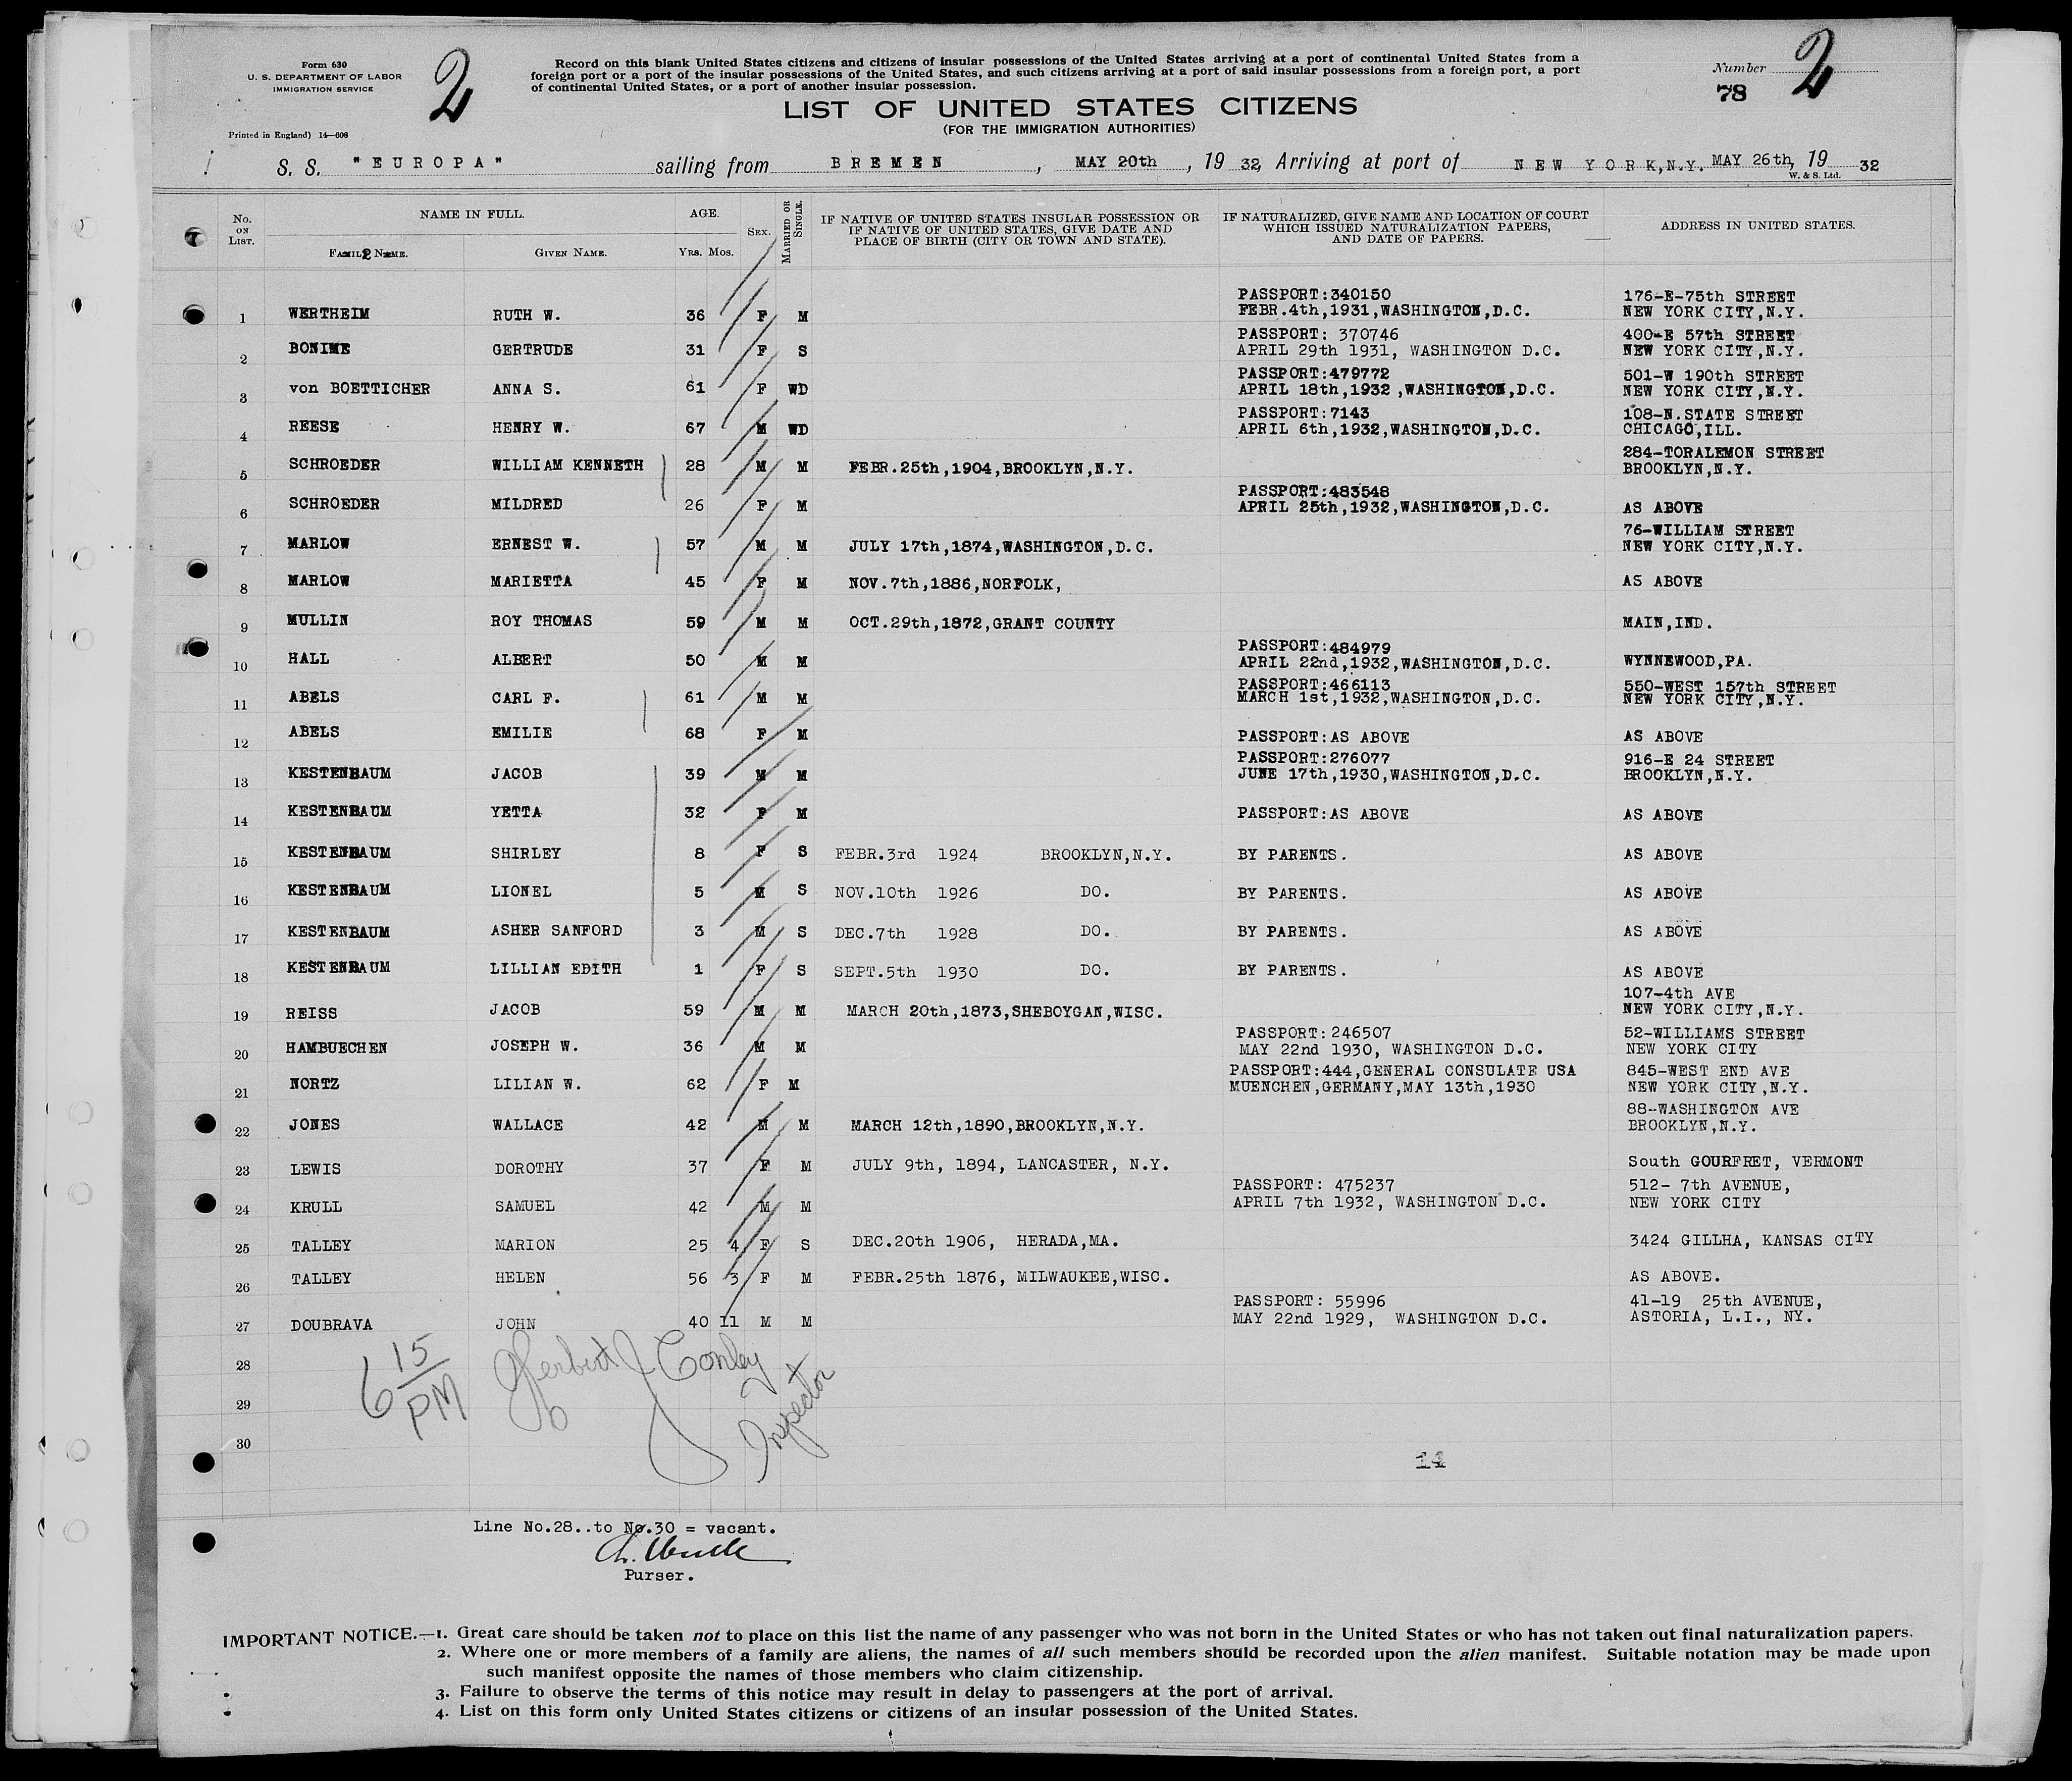 Form 630
U. S. DEPARTMENT OF LABOR
IMMIGRATION SERVICE
2
Record on this blank United States citizens and citizens of insular possessions of the United States arriving at a port of continental United States from a
foreign port or a port of the insular possessions of the United States, and such citizens arriving at a port of said insular possessions from a foreign port, a port
of continental United States, or a port of another insular possession.
Number 2
78
LIST OF UNITED STATES CITIZENS
(FOR THE IMMIGRATION AUTHORITIES)
Printed in England) 14—608
S. S. "EUROPA" sailing from BREMEN, MAY 20th, 19 32, Arriving at port of NEW YORK,N.Y. MAY 26th, 19 32
W. & S. Ltd.
No. ON LIST. NAME IN FULL. AGE. SEX. MARRIED OR SINGLE. IF NATIVE OF UNITED STATES INSULAR POSSESSION OR IF NATIVE OF UNITED STATES, GIVE DATE AND PLACE OF BIRTH (CITY OR TOWN AND STATE). IF NATURALIZED, GIVE NAME AND LOCATION OF COURT WHICH ISSUED NATURALIZATION PAPERS, AND DATE OF PAPERS. ADDRESS IN UNITED STATES.
FAMILY NAME. GIVEN NAME. YRS. MOS.
1 WERTHEIM RUTH W. 36 F M PASSPORT:340150 FEBR.4th,1931,WASHINGTON,D.C. 176-E-75th STREET NEW YORK CITY,N.Y.
2 BONIME GERTRUDE 31 F S PASSPORT: 370746 APRIL 29th 1931, WASHINGTON D.C. 400-E 57th STREET NEW YORK CITY,N.Y.
3 von BOETTICHER ANNA S. 61 F WD PASSPORT:479772 APRIL 18th,1932,WASHINGTON,D.C. 501-W 190th STREET NEW YORK CITY,N.Y.
4 REESE HENRY W. 67 M WD PASSPORT:7143 APRIL 6th,1932,WASHINGTON,D.C. 108-N.STATE STREET CHICAGO,ILL.
5 SCHROEDER WILLIAM KENNETH 28 M M FEBR.25th,1904,BROOKLYN,N.Y. 284-TORALEMON STREET BROOKLYN,N.Y.
6 SCHROEDER MILDRED 26 F M PASSPORT:483548 APRIL 25th,1932,WASHINGTON,D.C. AS ABOVE
7 MARLOW ERNEST W. 57 M M JULY 17th,1874,WASHINGTON,D.C. 76-WILLIAM STREET NEW YORK CITY,N.Y.
8 MARLOW MARIETTA 45 F M NOV.7th,1886,NORFOLK, AS ABOVE
9 MULLIN ROY THOMAS 59 M M OCT.29th,1872,GRANT COUNTY MAIN,IND.
10 HALL ALBERT 50 M M PASSPORT:484979 APRIL 22nd,1932,WASHINGTON,D.C. WYNNEWOOD,PA.
11 ABELS CARL F. 61 M M PASSPORT:466113 MARCH 1st,1932,WASHINGTON,D.C. 550-WEST 157th STREET NEW YORK CITY,N.Y.
12 ABELS EMILIE 68 F M PASSPORT:AS ABOVE AS ABOVE
13 KESTENBAUM JACOB 39 M M PASSPORT:276077 JUNE 17th,1930,WASHINGTON,D.C. 916-E 24 STREET BROOKLYN,N.Y.
14 KESTENBAUM YETTA 32 F M PASSPORT:AS ABOVE AS ABOVE
15 KESTENBAUM SHIRLEY 8 F S FEBR.3rd 1924 BROOKLYN,N.Y. BY PARENTS. AS ABOVE
16 KESTENBAUM LIONEL 5 M S NOV.10th 1926 DO. BY PARENTS. AS ABOVE
17 KESTENBAUM ASHER SANFORD 3 M S DEC.7th 1928 DO. BY PARENTS. AS ABOVE
18 KESTENBAUM LILLIAN EDITH 1 F S SEPT.5th 1930 DO. BY PARENTS. AS ABOVE
19 REISS JACOB 59 M M MARCH 20th,1873,SHEBOYGAN,WISC. 107-4th AVE NEW YORK CITY,N.Y.
20 HAMBUECHEN JOSEPH W. 36 M M PASSPORT:246507 MAY 22nd 1930, WASHINGTON D.C. 52-WILLIAMS STREET NEW YORK CITY
21 NORTZ LILIAN W. 62 F M PASSPORT:444,GENERAL CONSULATE USA MUENCHEN,GERMANY,MAY 13th,1930 845-WEST END AVE NEW YORK CITY,N.Y.
22 JONES WALLACE 42 M M MARCH 12th,1890,BROOKLYN,N.Y. 88-WASHINGTON AVE BROOKLYN,N.Y.
23 LEWIS DOROTHY 37 F M JULY 9th, 1894, LANCASTER, N.Y. South GOURFRET, VERMONT
24 KRULL SAMUEL 42 M M PASSPORT: 475237 APRIL 7th 1932, WASHINGTON D.C. 512- 7th AVENUE, NEW YORK CITY
25 TALLEY MARION 25 4 F S DEC.20th 1906, HERADA,MA. 3424 GILLHA, KANSAS CITY
26 TALLEY HELEN 56 3 F M FEBR.25th 1876, MILWAUKEE,WISC. AS ABOVE.
27 DOUBRAVA JOHN 40 11 M M PASSPORT: 55996 MAY 22nd 1929, WASHINGTON D.C. 41-19 25th AVENUE, ASTORIA, L.I., NY.
28
29
30
6 15 PM Herbert J Conley Inspector
14
Line No.28..to No.30 = vacant.
Purser.
IMPORTANT NOTICE.—1. Great care should be taken not to place on this list the name of any passenger who was not born in the United States or who has not taken out final naturalization papers.
2. Where one or more members of a family are aliens, the names of all such members should be recorded upon the alien manifest. Suitable notation may be made upon
such manifest opposite the names of those members who claim citizenship.
3. Failure to observe the terms of this notice may result in delay to passengers at the port of arrival.
4. List on this form only United States citizens or citizens of an insular possession of the United States.